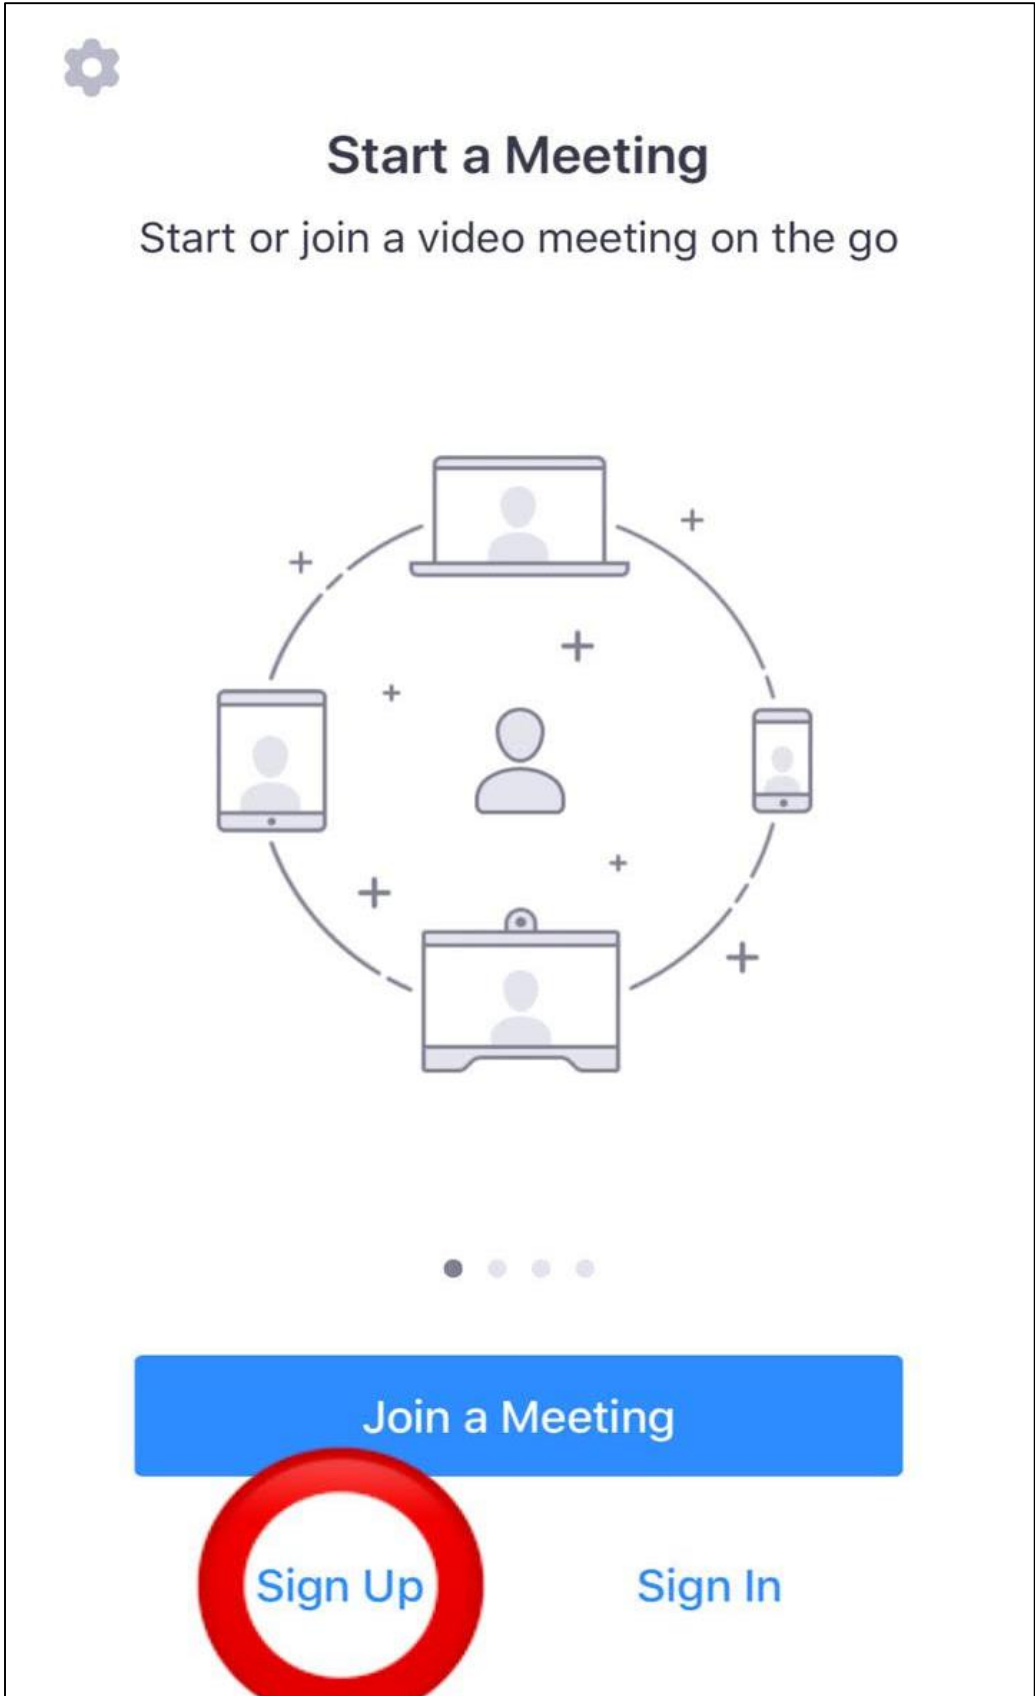 Start a Meeting
Start or join a video meeting on the go
Join a Meeting
Sign Up
Sign In